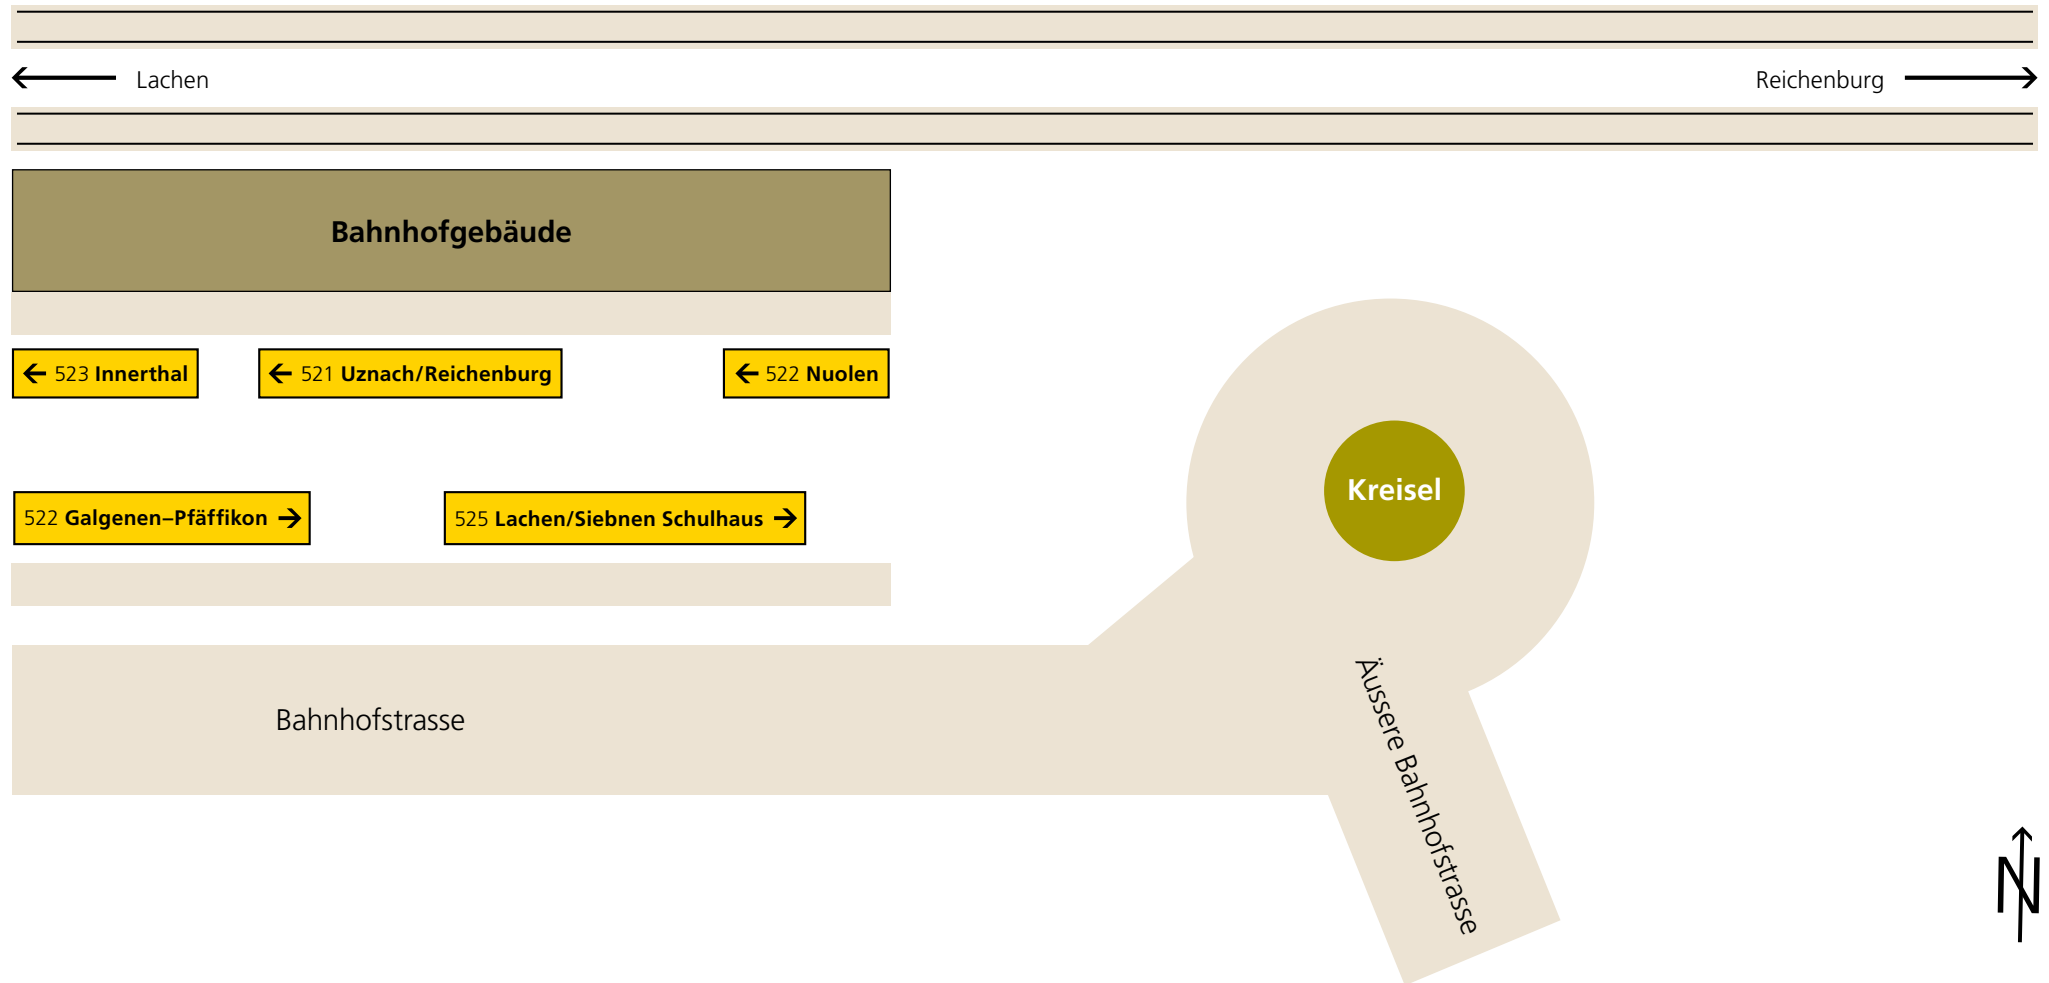 Lachen
Reichenburg
Bahnhofgebäude
523 Innerthal
521 Uznach/Reichenburg
522 Nuolen
522 Galgenen–Pfäffikon
525 Lachen/Siebnen Schulhaus
Kreisel
Bahnhofstrasse
Äussere Bahnhofstrasse
N